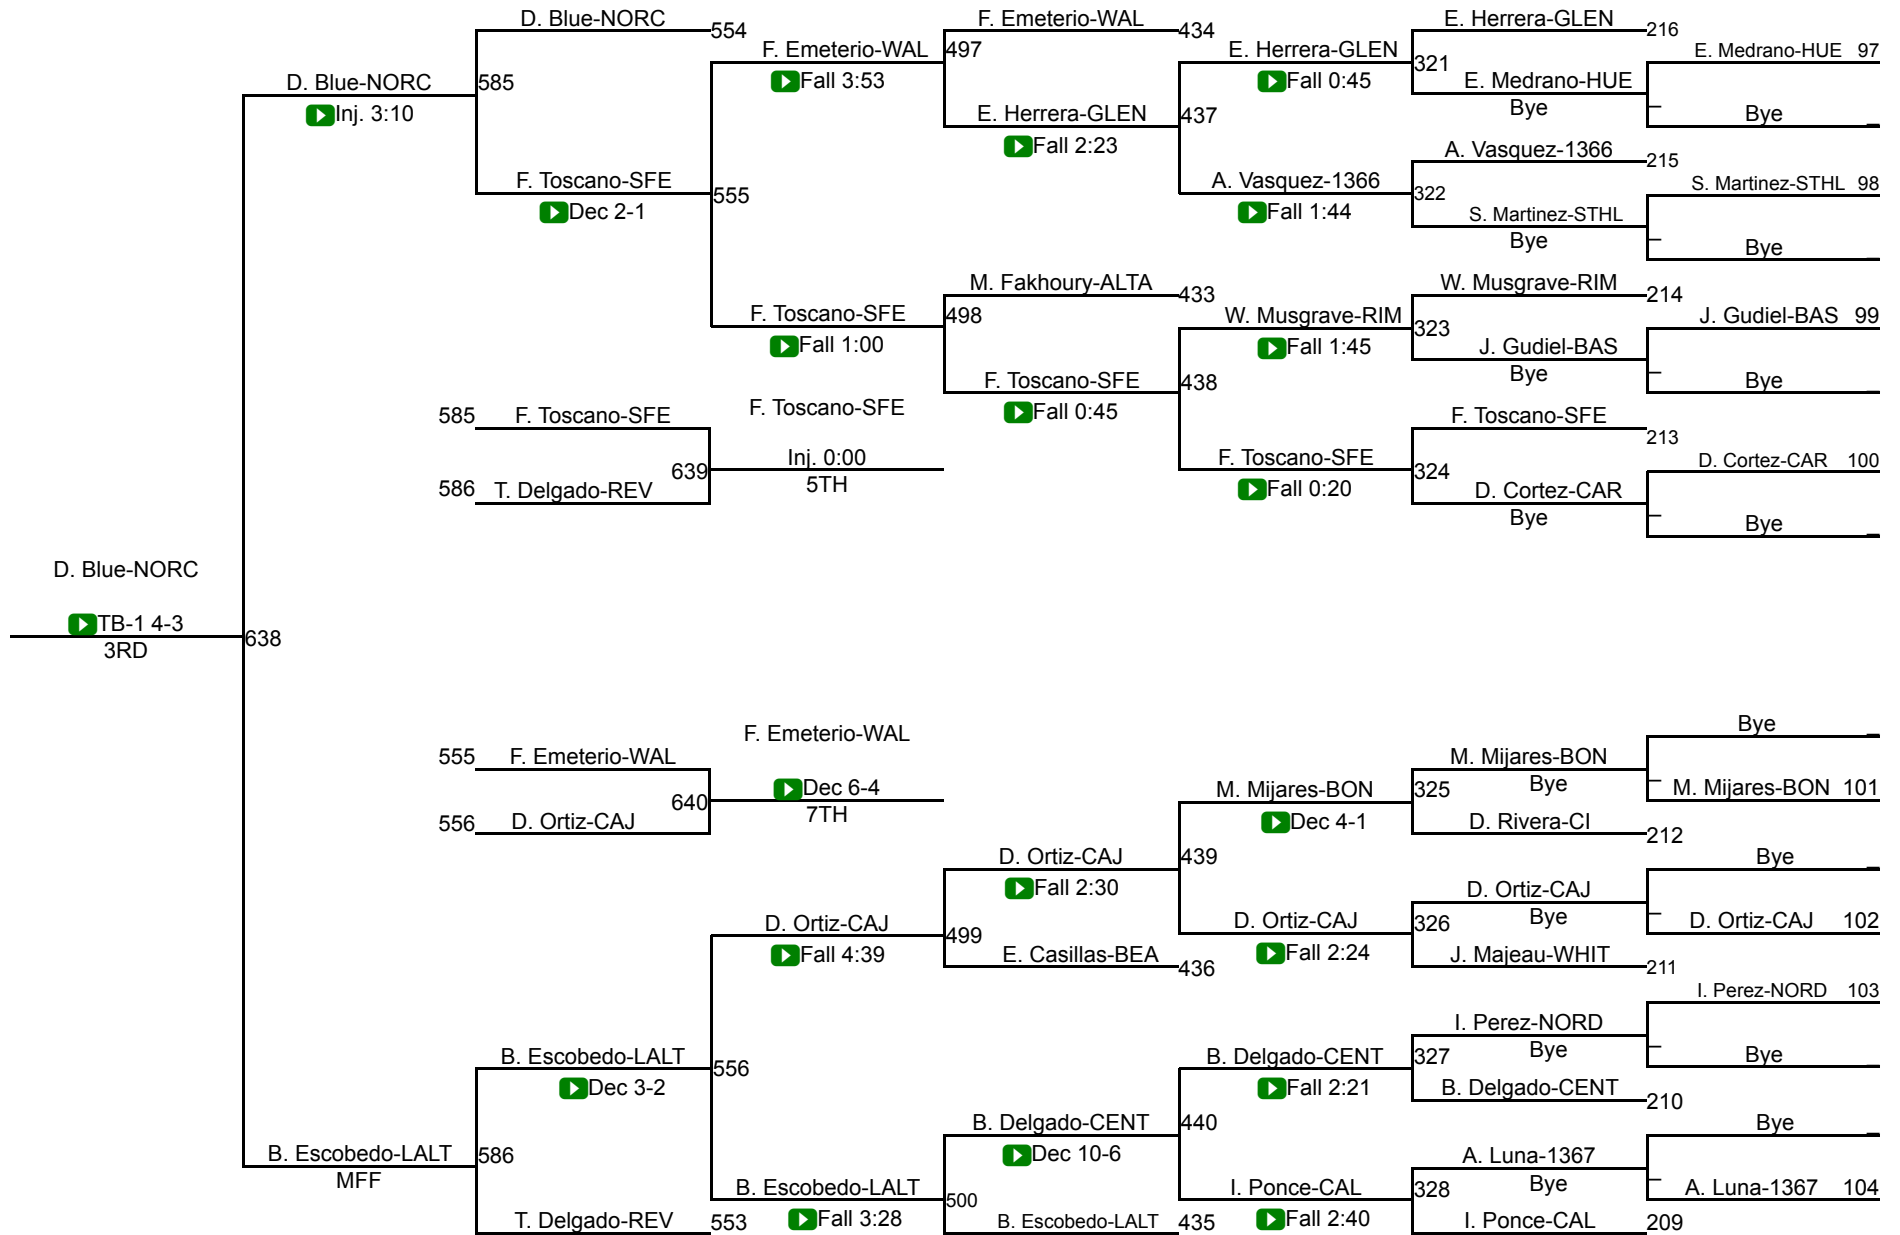 D. Blue-NORC
554
F. Emeterio-WAL
434
E. Herrera-GLEN
216
F. Emeterio-WAL
497
E. Herrera-GLEN
E. Medrano-HUE 97
D. Blue-NORC
585
Fall 3:53
Fall 0:45
321
E. Medrano-HUE
Inj. 3:10
E. Herrera-GLEN
437
Bye
Bye
Fall 2:23
A. Vasquez-1366
215
F. Toscano-SFE
555
A. Vasquez-1366
322
S. Martinez-STHL 98
Dec 2-1
Fall 1:44
S. Martinez-STHL
Bye
Bye
M. Fakhoury-ALTA
433
W. Musgrave-RIM
214
F. Toscano-SFE
498
W. Musgrave-RIM
323
J. Gudiel-BAS 99
Fall 1:00
Fall 1:45
J. Gudiel-BAS
F. Toscano-SFE
438
Bye
Bye
585
F. Toscano-SFE
F. Toscano-SFE
Fall 0:45
F. Toscano-SFE
213
639
Inj. 0:00
F. Toscano-SFE
324
D. Cortez-CAR 100
586
T. Delgado-REV
5TH
Fall 0:20
D. Cortez-CAR
Bye
Bye
D. Blue-NORC
TB-1 4-3
638
3RD
Bye
F. Emeterio-WAL
555
F. Emeterio-WAL
M. Mijares-BON
640
Dec 6-4
M. Mijares-BON
325
Bye
M. Mijares-BON 101
556
D. Ortiz-CAJ
7TH
Dec 4-1
D. Rivera-CI
212
D. Ortiz-CAJ
439
Bye
Fall 2:30
D. Ortiz-CAJ
D. Ortiz-CAJ
499
D. Ortiz-CAJ
326
Bye
D. Ortiz-CAJ 102
Fall 4:39
E. Casillas-BEA
436
Fall 2:24
J. Majeau-WHIT
211
I. Perez-NORD 103
I. Perez-NORD
B. Escobedo-LALT
556
B. Delgado-CENT
327
Bye
Bye
Dec 3-2
Fall 2:21
B. Delgado-CENT
210
B. Delgado-CENT
440
Bye
B. Escobedo-LALT
586
Dec 10-6
A. Luna-1367
MFF
B. Escobedo-LALT
500
I. Ponce-CAL
328
Bye
A. Luna-1367 104
T. Delgado-REV
553
Fall 3:28
B. Escobedo-LALT
435
Fall 2:40
I. Ponce-CAL
209